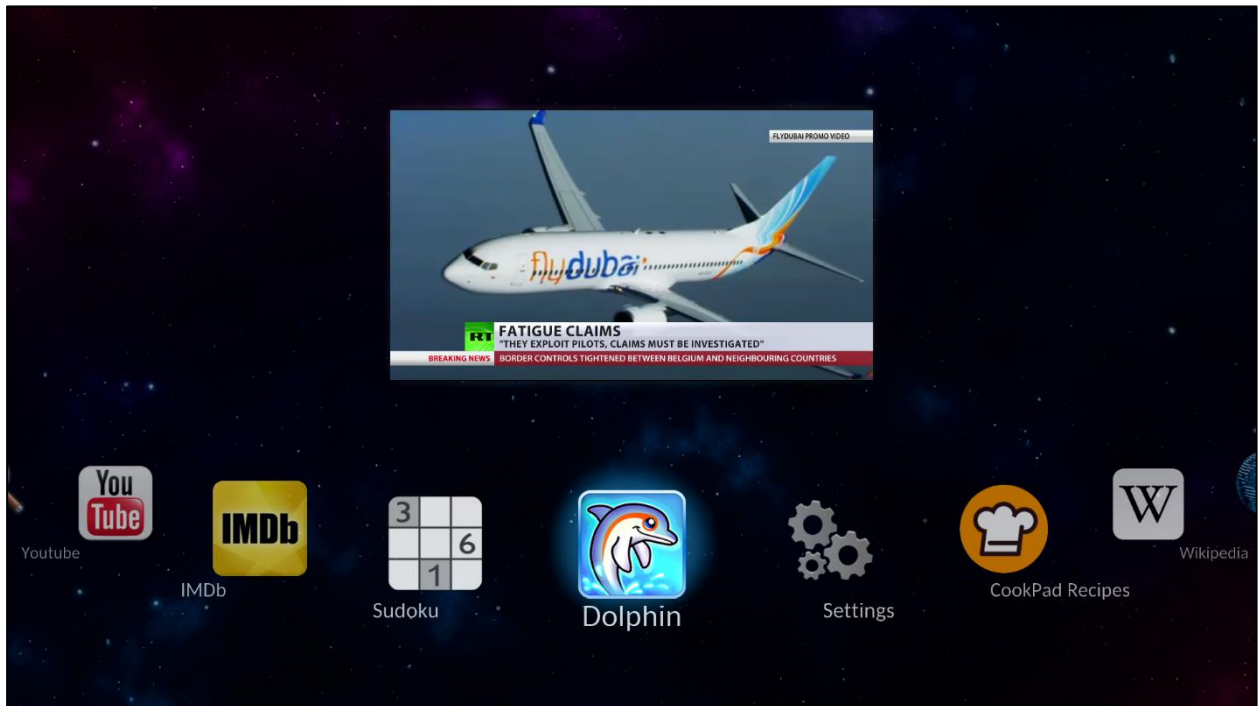 FLYDUBAI PROMO VIDEO
flydubai
RT
FATIGUE CLAIMS
"THEY EXPLOIT PILOTS, CLAIMS MUST BE INVESTIGATED"
BREAKING NEWS BORDER CONTROLS TIGHTENED BETWEEN BELGIUM AND NEIGHBOURING COUNTRIES
You
Tube
Youtube
IMDb
IMDb
3
6
1
Sudoku
Dolphin
Settings
CookPad Recipes
W
Wikipedia